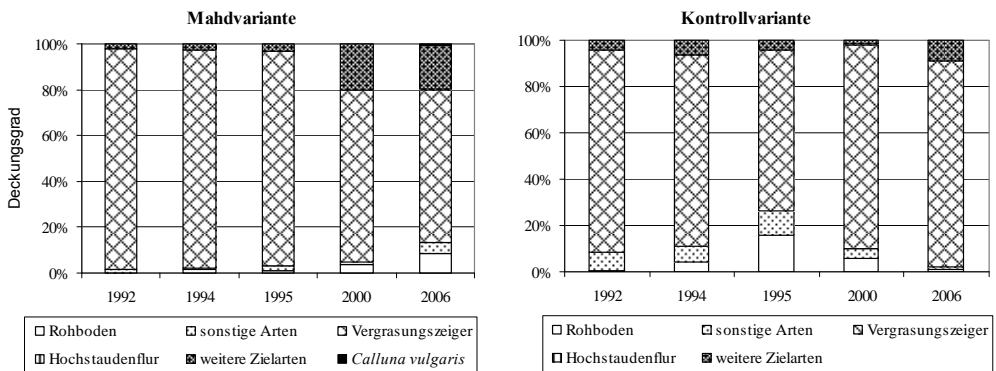 Mahdvariante
100%
80%
60%
40%
20%
0%
Deckungsgrad
1992 1994 1995 2000 2006
Rohboden sonstige Arten Vergrasungszeiger
Hochstaudenflur weitere Zielarten Calluna vulgaris
Kontrollvariante
100%
80%
60%
40%
20%
0%
1992 1994 1995 2000 2006
Rohboden sonstige Arten Vergrasungszeiger
Hochstaudenflur weitere Zielarten